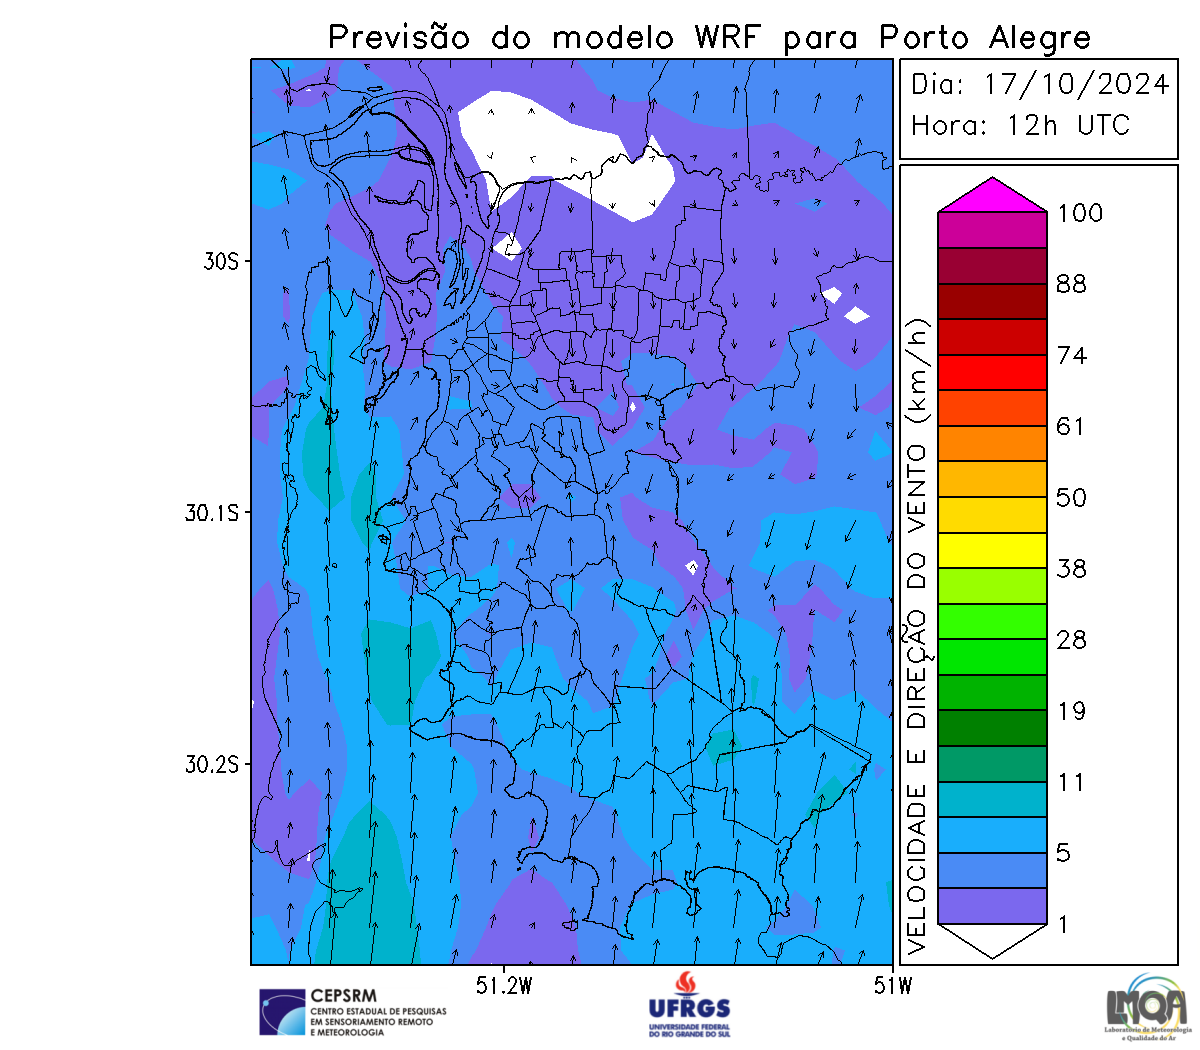 Previsão do modelo WRF para Porto Alegre
Dia: 17/10/2024
Hora: 12h UTC
30S
30.1S
30.2S
51.2W
51W
VELOCIDADE E DIREÇÃO DO VENTO (km/h)
100
88
74
61
50
38
28
19
11
5
1
CEPSRM
CENTRO ESTADUAL DE PESQUISAS
EM SENSORIAMENTO REMOTO
E METEOROLOGIA
UFRGS
UNIVERSIDADE FEDERAL
DO RIO GRANDE DO SUL
LMQA
Laboratório de Meteorologia
e Qualidade do Ar